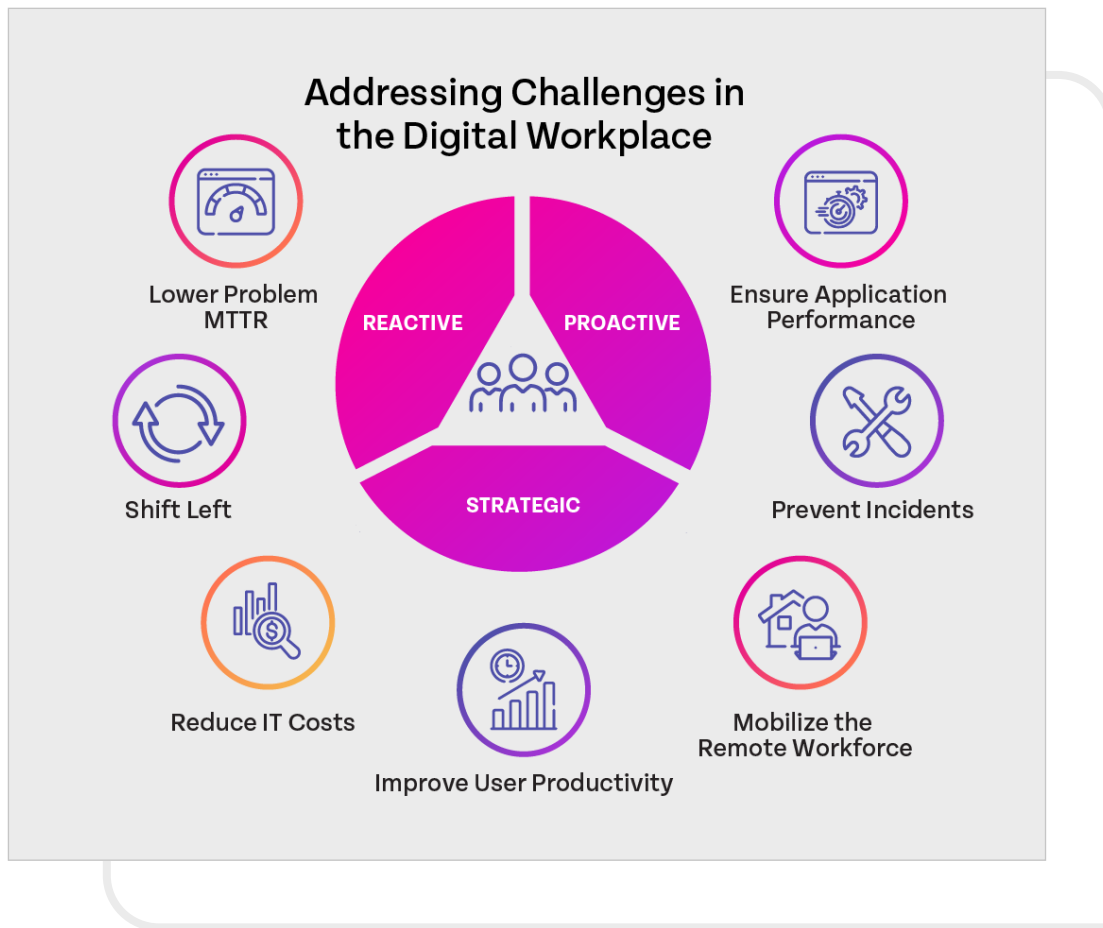 Addressing Challenges in
the Digital Workplace
Lower Problem
MTTR
Ensure Application
Performance
REACTIVE
PROACTIVE
Shift Left
STRATEGIC
Prevent Incidents
Reduce IT Costs
Mobilize the
Remote Workforce
Improve User Productivity